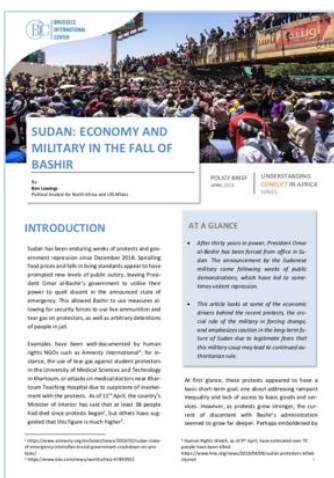 BRUSSELS
INTERNATIONAL
CENTER
SUDAN: ECONOMY AND
MILITARY IN THE FALL OF
BASHIR
By
Ben Lowings
Political Analyst for North Africa and US Affairs
POLICY BRIEF
APRIL 2019
UNDERSTANDING
CONFLICT IN AFRICA
SERIES
INTRODUCTION
Sudan has been enduring weeks of protests and gov-
ernment repression since December 2018. Spiralling
food prices and falls in living standards appear to have
prompted new levels of public outcry, leaving Presi-
dent Omar al-Bashir's government to utilise their
power to quell dissent in the announced state of
emergency. This allowed Bashir to use measures al-
lowing for security forces to use live ammunition and
tear gas on protestors, as well as arbitrary detentions
of people in jail.
Examples have been well-documented by human
rights NGOs such as Amnesty International¹: for in-
stance, the use of tear gas against student protestors
in the University of Medical Sciences and Technology
in Khartoum, or attacks on medical doctors near Khar-
toum Teaching Hospital due to suspicions of involve-
ment with the protests. As of 11th April, the country's
Minister of Interior has said that at least 38 people
had died since protests began², but others have sug-
gested that this figure is much higher³.
AT A GLANCE
• After thirty years in power, President Omar
al-Bashir has been forced from office in Su-
dan. The announcement by the Sudanese
military came following weeks of public
demonstrations, which have led to some-
times violent repression.
• This article looks at some of the economic
drivers behind the recent protests, the cru-
cial role of the military in forcing change,
and emphasizes caution in the long-term fu-
ture of Sudan due to legitimate fears that
this military-coup may lead to continued au-
thoritarian rule.
At first glance, these protests appeared to have a
basic short-term goal, one about addressing rampant
inequality and lack of access to basic goods and ser-
vices. However, as protests grew stronger, the cur-
rent of discontent with Bashir's administration
seemed to grow far deeper. Perhaps emboldened by